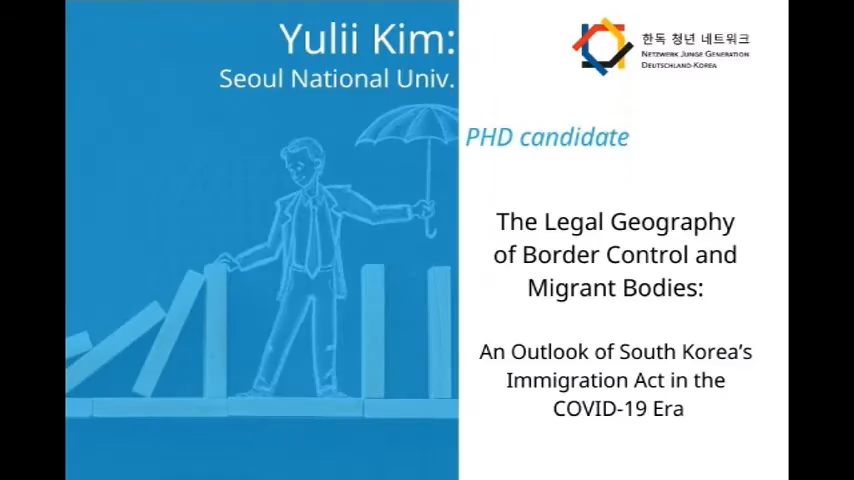 Yulii Kim:
Seoul National Univ.
한독 청년 네트워크
Netzwerk Junge Generation
Deutschland-Korea
PHD candidate
The Legal Geography
of Border Control and
Migrant Bodies:
An Outlook of South Korea's
Immigration Act in the
COVID-19 Era